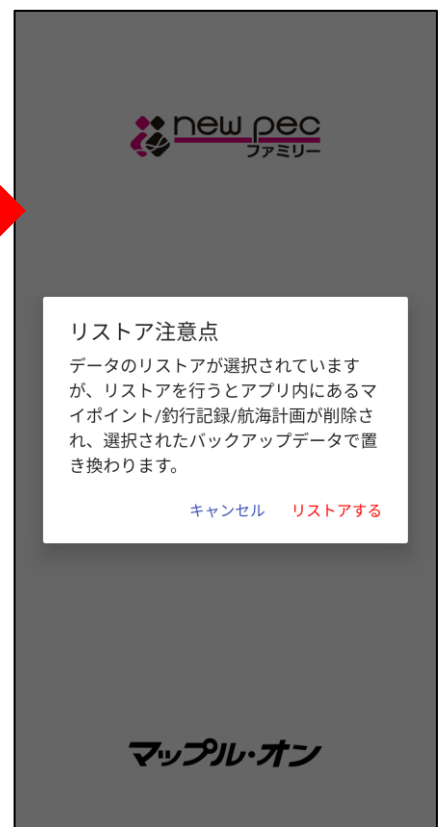 new pec
ファミリー
リストア注意点
データのリストアが選択されています
が、リストアを行うとアプリ内にあるマ
イポイント/釣行記録/航海計画が削除さ
れ、選択されたバックアップデータで置
き換わります。
キャンセル リストアする
マップル・オン